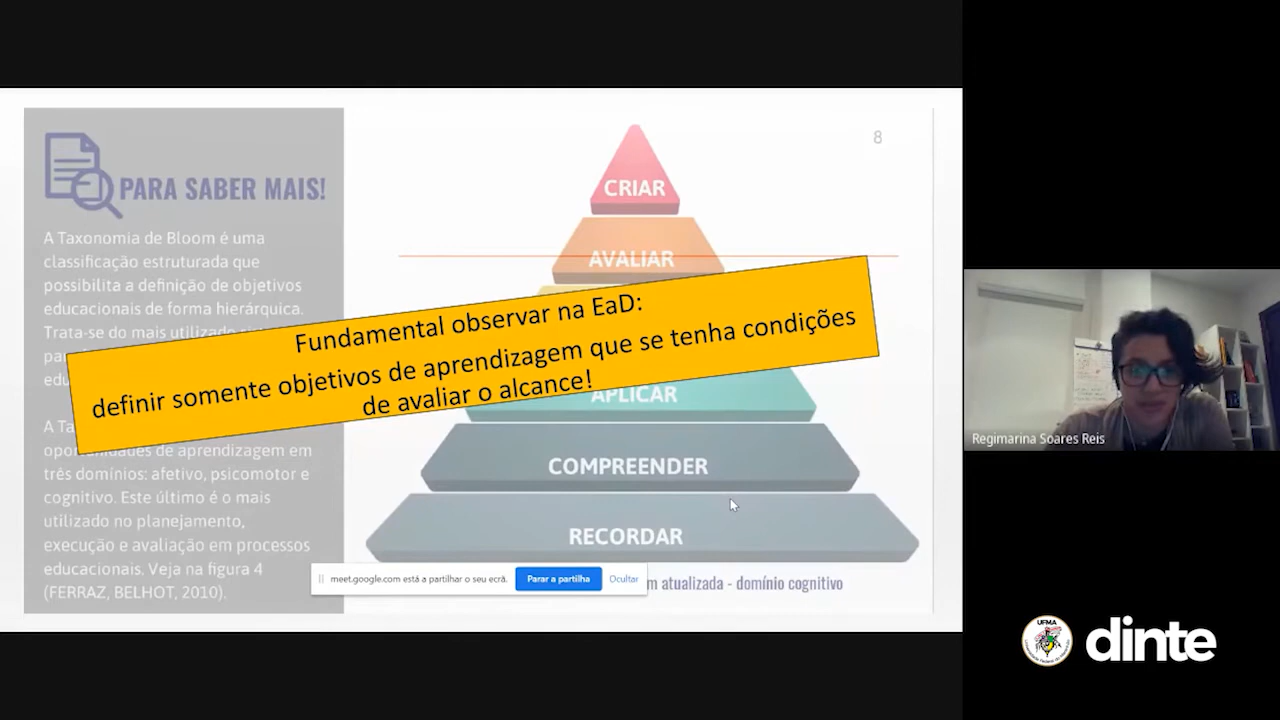 PARA SABER MAIS!
A Taxonomia de Bloom é uma
classificação estruturada que
possibilita a definição de objetivos
educacionais de forma hierárquica.
Trata-se do mais utilizado
oportunidades de aprendizagem em
três domínios: afetivo, psicomotor e
cognitivo. Este último é o mais
utilizado no planejamento,
execução e avaliação em processos
educacionais. Veja na figura 4
(FERRAZ, BELHOT, 2010).
8
CRIAR
AVALIAR
Fundamental observar na EaD:
definir somente objetivos de aprendizagem que se tenha condições
de avaliar o alcance!
APLICAR
COMPREENDER
RECORDAR
meet.google.com está a partilhar o seu ecrã.
Parar a partilha
Ocultar
atualizada - domínio cognitivo
Regimarina Soares Reis
UFMA
dinte